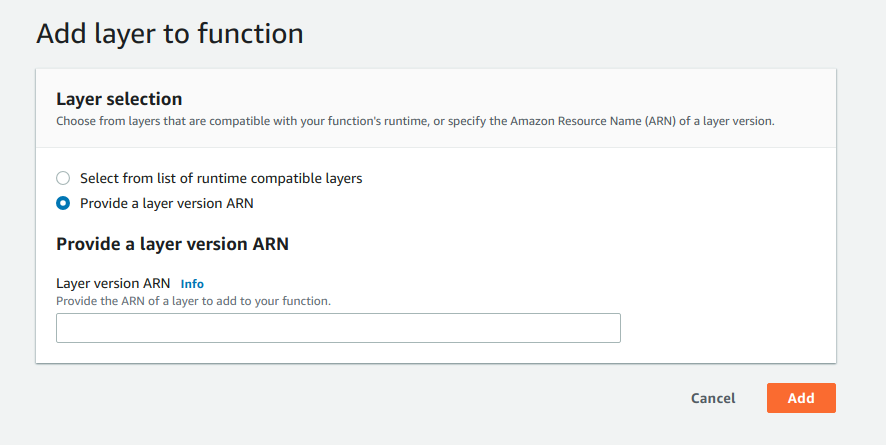 Add layer to function
Layer selection
Choose from layers that are compatible with your function's runtime, or specify the Amazon Resource Name (ARN) of a layer version.
Select from list of runtime compatible layers
Provide a layer version ARN
Provide a layer version ARN
Layer version ARN Info
Provide the ARN of a layer to add to your function.
Cancel Add